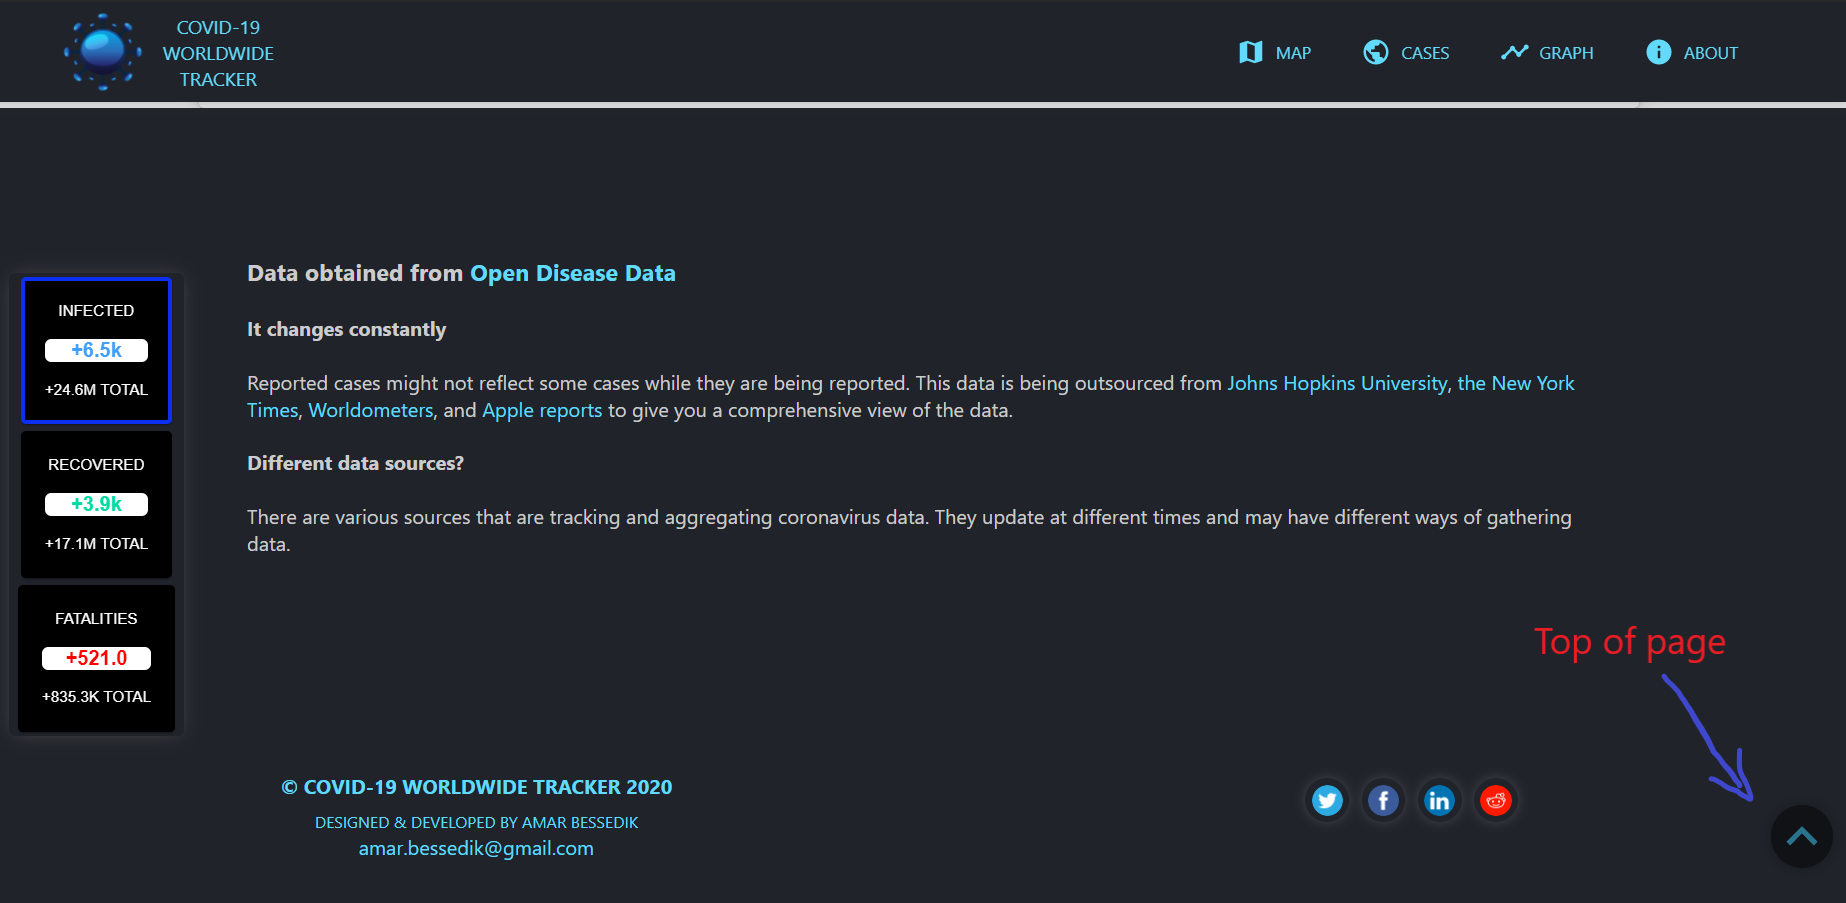 COVID-19
WORLDWIDE
TRACKER
MAP
CASES
GRAPH
ABOUT
INFECTED
+6.5k
+24.6M TOTAL
RECOVERED
+3.9k
+17.1M TOTAL
FATALITIES
+521.0
+835.3K TOTAL
Data obtained from Open Disease Data
It changes constantly
Reported cases might not reflect some cases while they are being reported. This data is being outsourced from Johns Hopkins University, the New York
Times, Worldometers, and Apple reports to give you a comprehensive view of the data.
Different data sources?
There are various sources that are tracking and aggregating coronavirus data. They update at different times and may have different ways of gathering
data.
Top of page
© COVID-19 WORLDWIDE TRACKER 2020
DESIGNED & DEVELOPED BY AMAR BESSEDIK
amar.bessedik@gmail.com